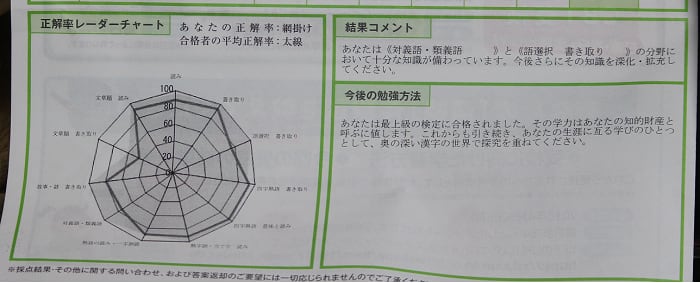 正解率レーダーチャート
あなたの正解率：網掛け
合格者の平均正解率：太線
読み
文章題 読み
書き取り
文章題 書き取り
語選択 書き取り
故事・諺 書き取り
四字熟語 書き取り
対義語・類義語
四字熟語 意味と読み
熟語の読み・一字訓読
熟字訓・当て字 読み
100
80
60
40
20
0
結果コメント
あなたは《対義語・類義語 》と《語選択 書き取り 》の分野に
おいて十分な知識が備わっています。今後さらにその知識を深化・拡充し
てください。
今後の勉強方法
あなたは最上級の検定に合格されました。その学力はあなたの知的財産と
呼ぶに値します。これからも引き続き、あなたの生涯に亙る学びのひとつ
として、奥の深い漢字の世界で探究を重ねてください。
※採点結果・その他に関する問い合わせ、および答案返却のご要望には一切応じられませんのでご了承くだ